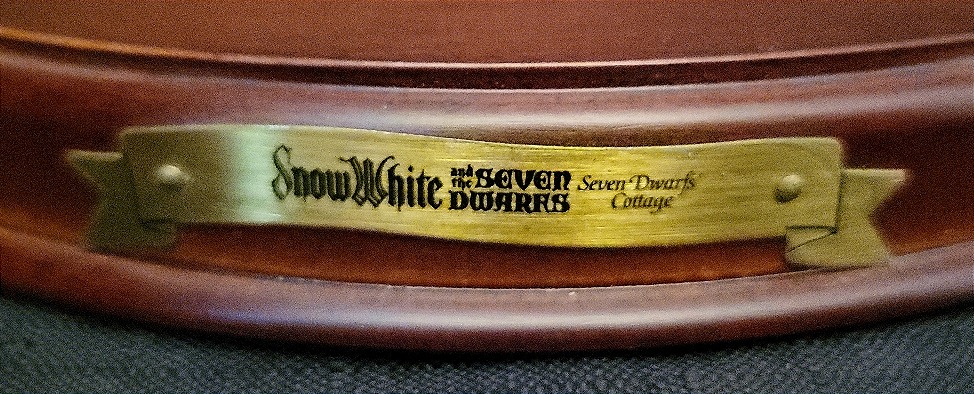 Snow White and the SEVEN DWARFS
Seven Dwarfs
Cottage